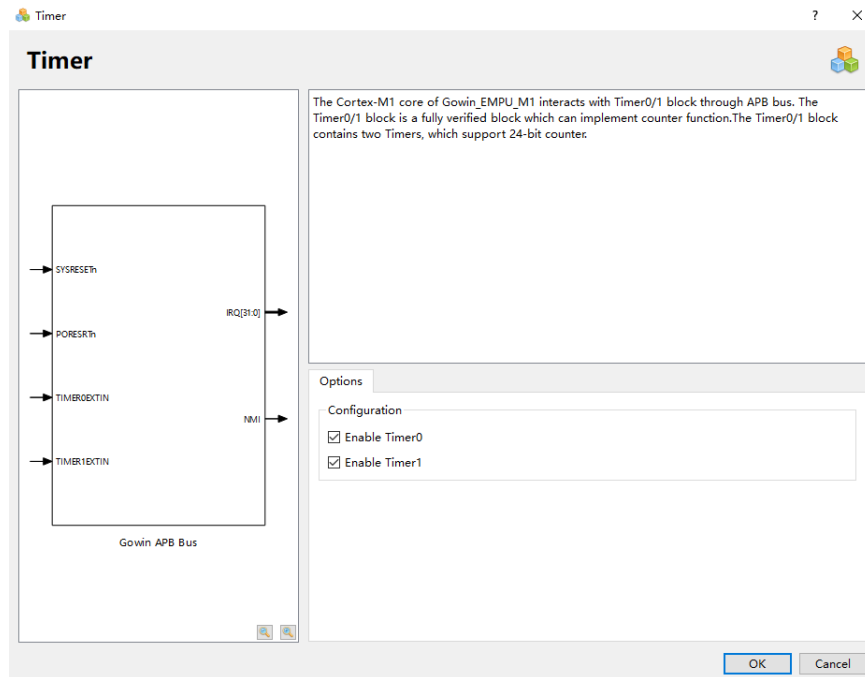 Timer
?
Timer
The Cortex-M1 core of Gowin_EMPU_M1 interacts with Timer0/1 block through APB bus. The
Timer0/1 block is a fully verified block which can implement counter function.The Timer0/1 block
contains two Timers, which support 24-bit counter.
SYSRESETn
IRQ[31:0]
PORESRTn
TIMER0EXTIN
NMI
TIMER1EXTIN
Gowin APB Bus
Options
Configuration
Enable Timer0
Enable Timer1
OK
Cancel